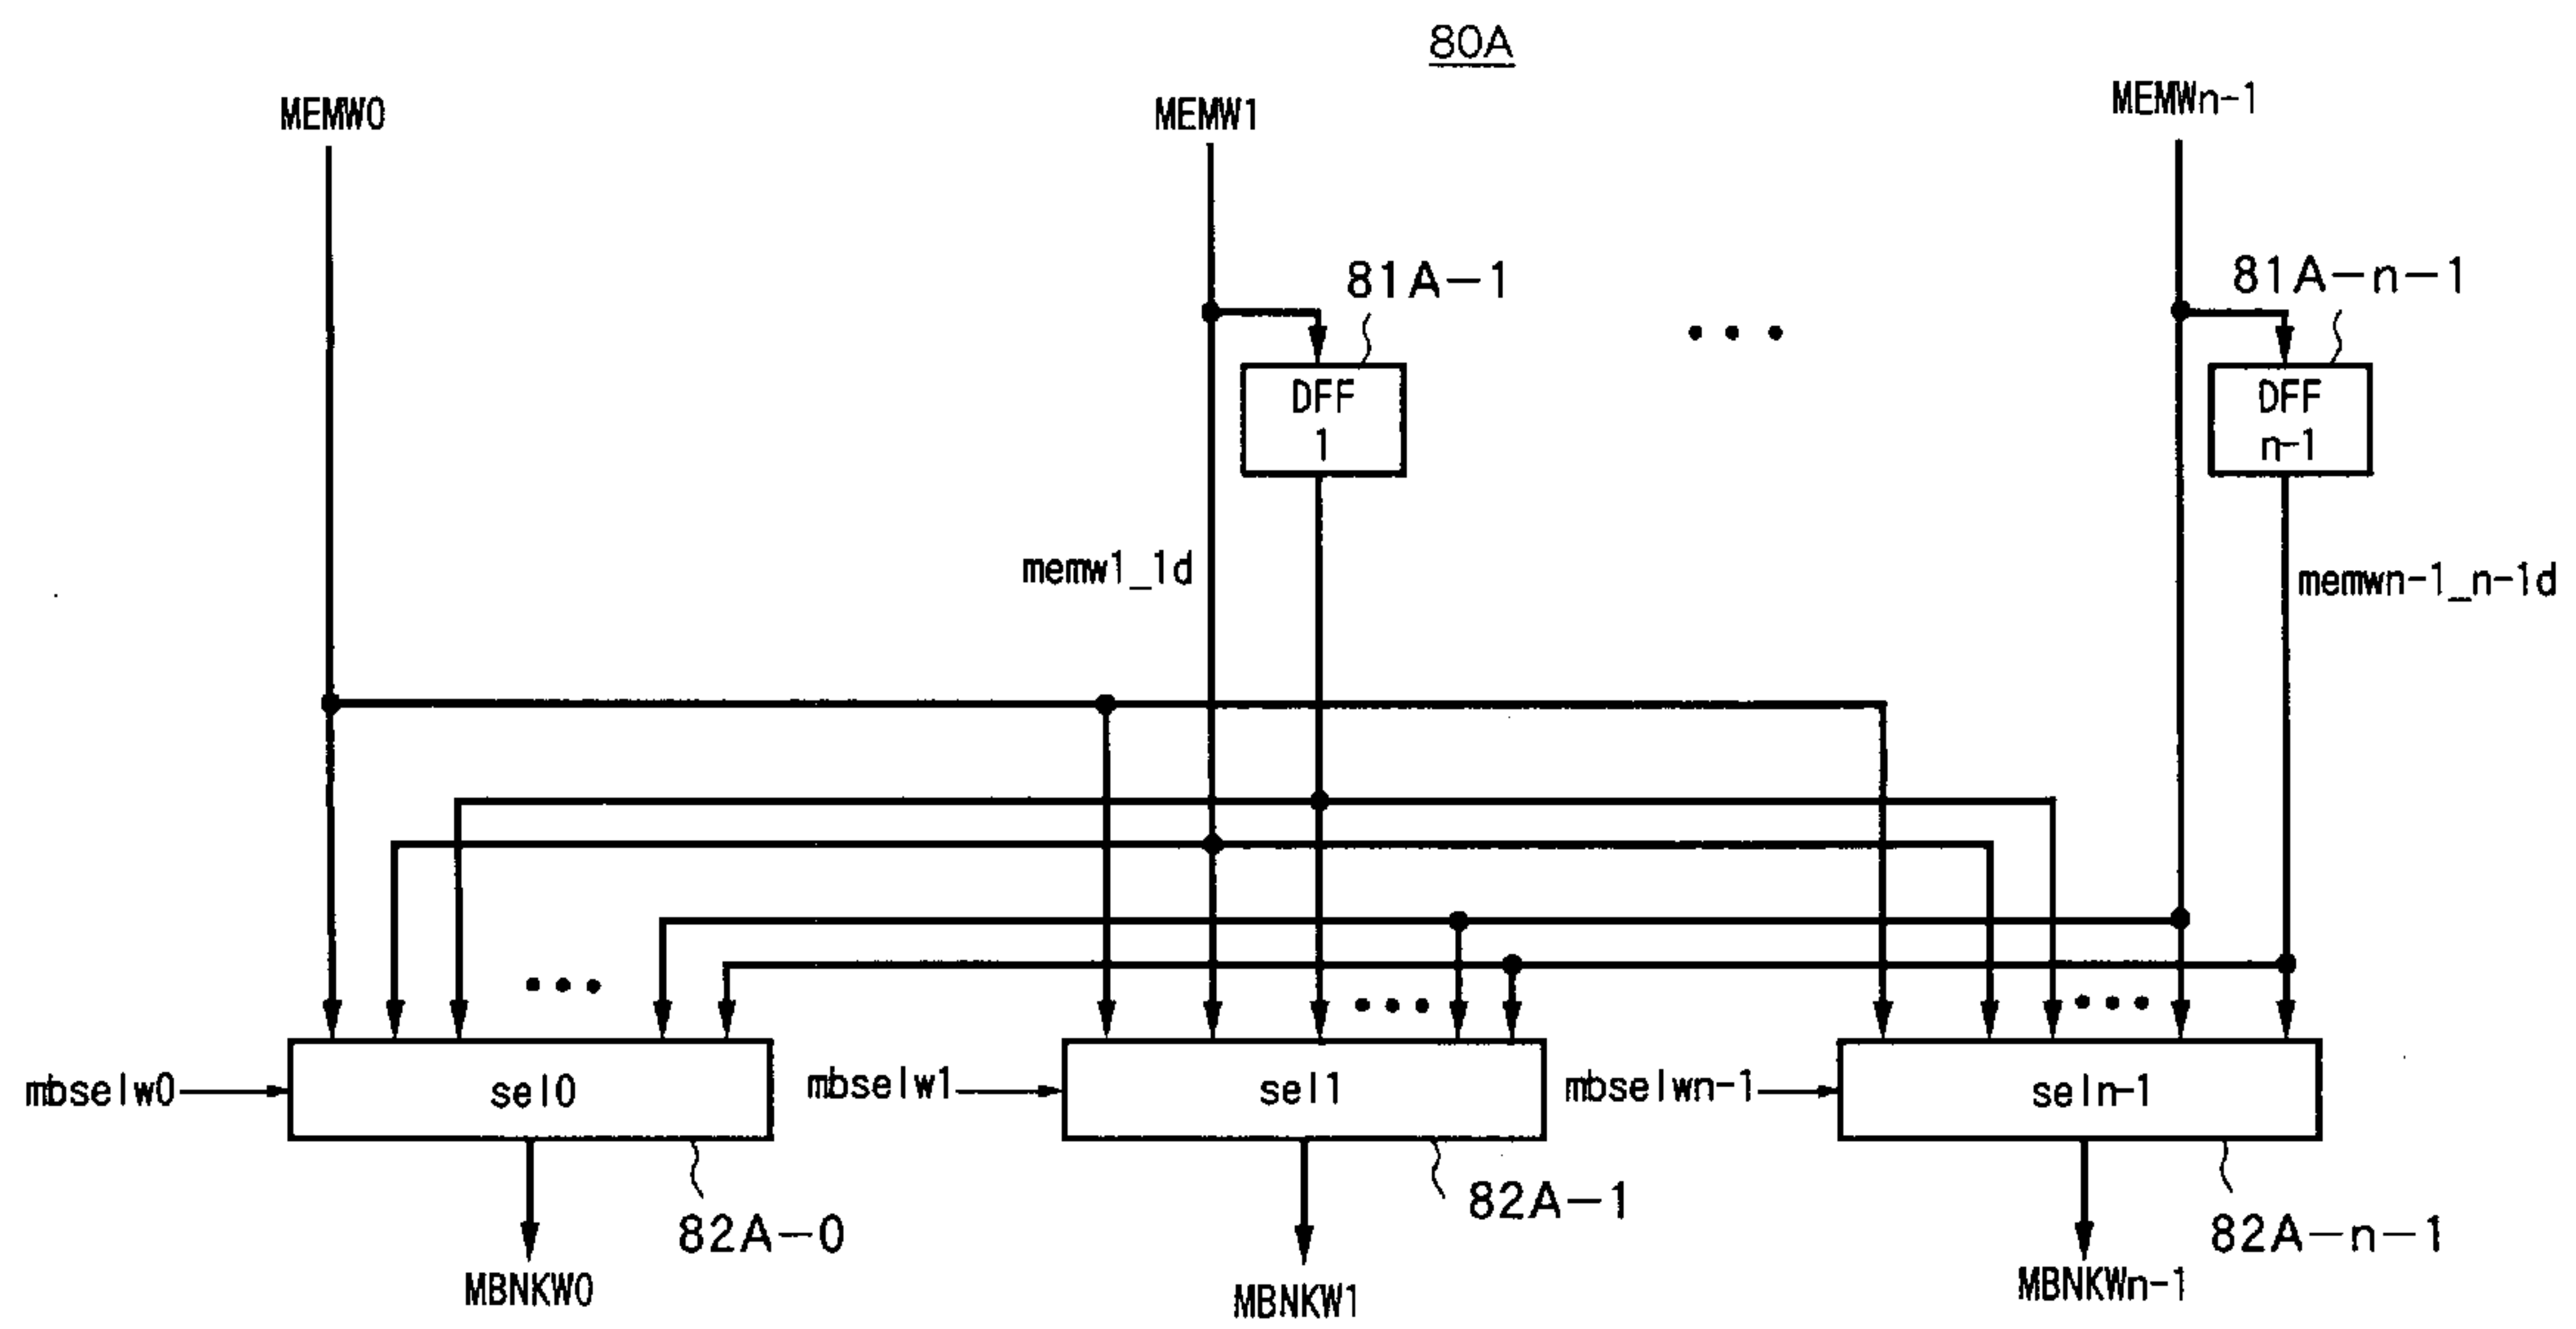 80A
MEMW0
MEMW1
MEMWn-1
81A-1
81A-n-1
DFF
1
DFF
n-1
memw1_1d
memwn-1_n-1d
mbselw0
sel0
mbselw1
sel1
mbselwn-1
seln-1
82A-0
82A-1
82A-n-1
MBNKW0
MBNKW1
MBNKWn-1